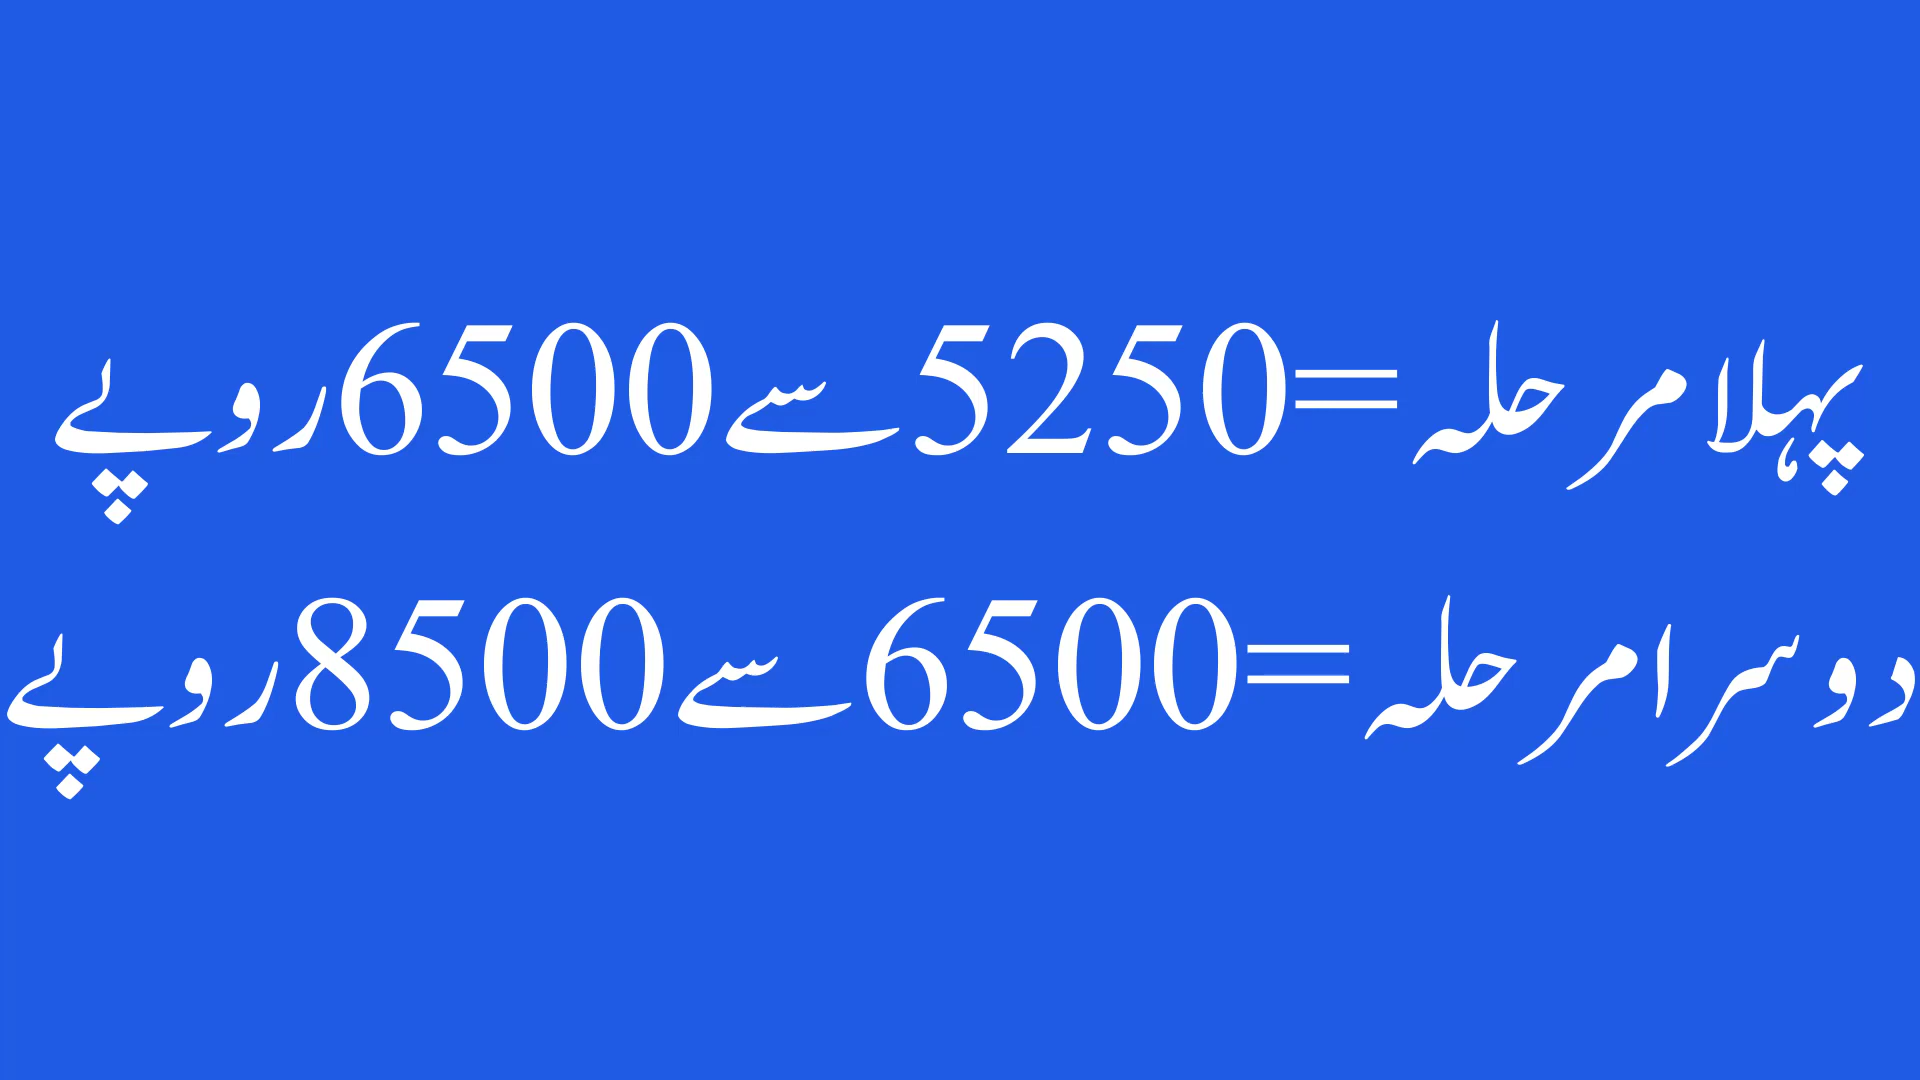 پہلا مرحلہ =5250سے6500روپے
دوسرا مرحلہ =6500سے8500روپے